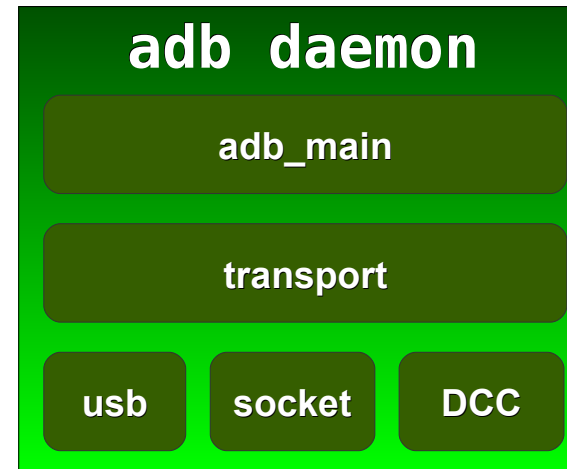 adb daemon
adb_main
transport
usb
socket
DCC